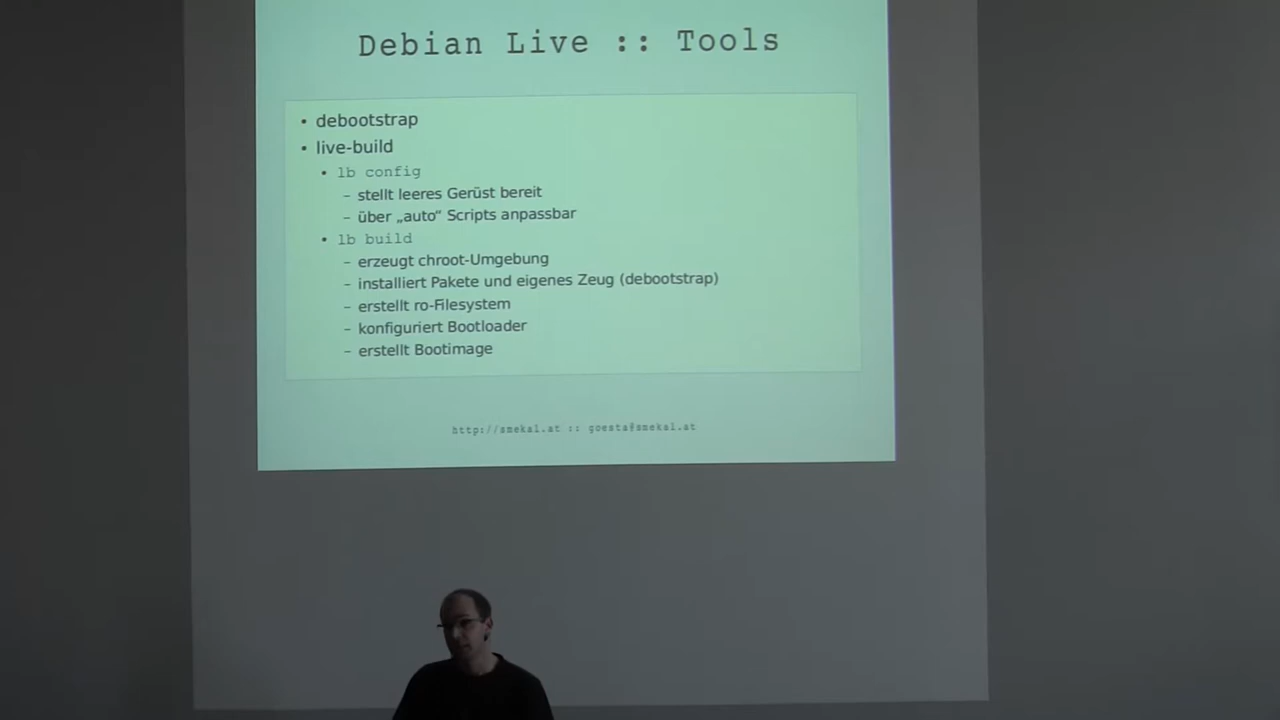 Debian Live :: Tools
• debootstrap
• live-build
• lb config
– stellt leeres Gerüst bereit
– über „auto“ Scripts anpassbar
• lb build
– erzeugt chroot-Umgebung
– installiert Pakete und eigenes Zeug (debootstrap)
– erstellt ro-Filesystem
– konfiguriert Bootloader
– erstellt Bootimage
http://smekal.at :: goesta@smekal.at